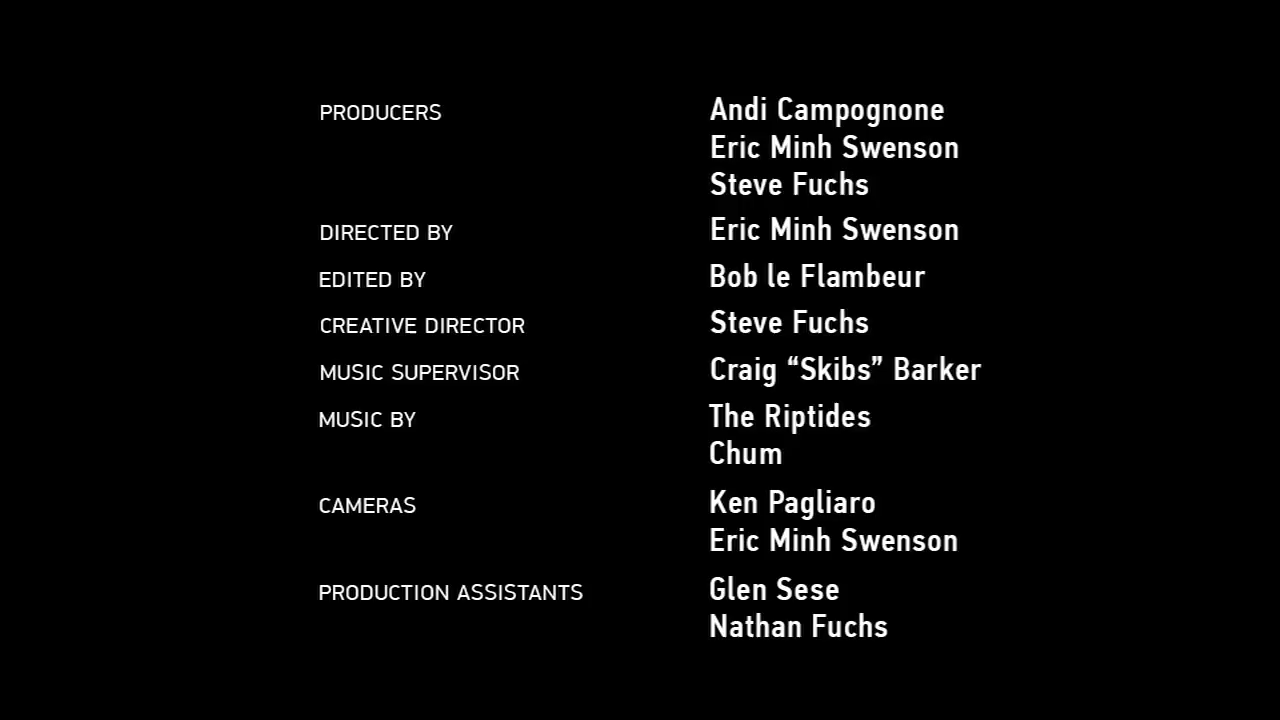 PRODUCERS Andi Campognone
Eric Minh Swenson
Steve Fuchs
DIRECTED BY Eric Minh Swenson
EDITED BY Bob le Flambeur
CREATIVE DIRECTOR Steve Fuchs
MUSIC SUPERVISOR Craig “Skibs” Barker
MUSIC BY The Riptides
Chum
CAMERAS Ken Pagliaro
Eric Minh Swenson
PRODUCTION ASSISTANTS Glen Sese
Nathan Fuchs